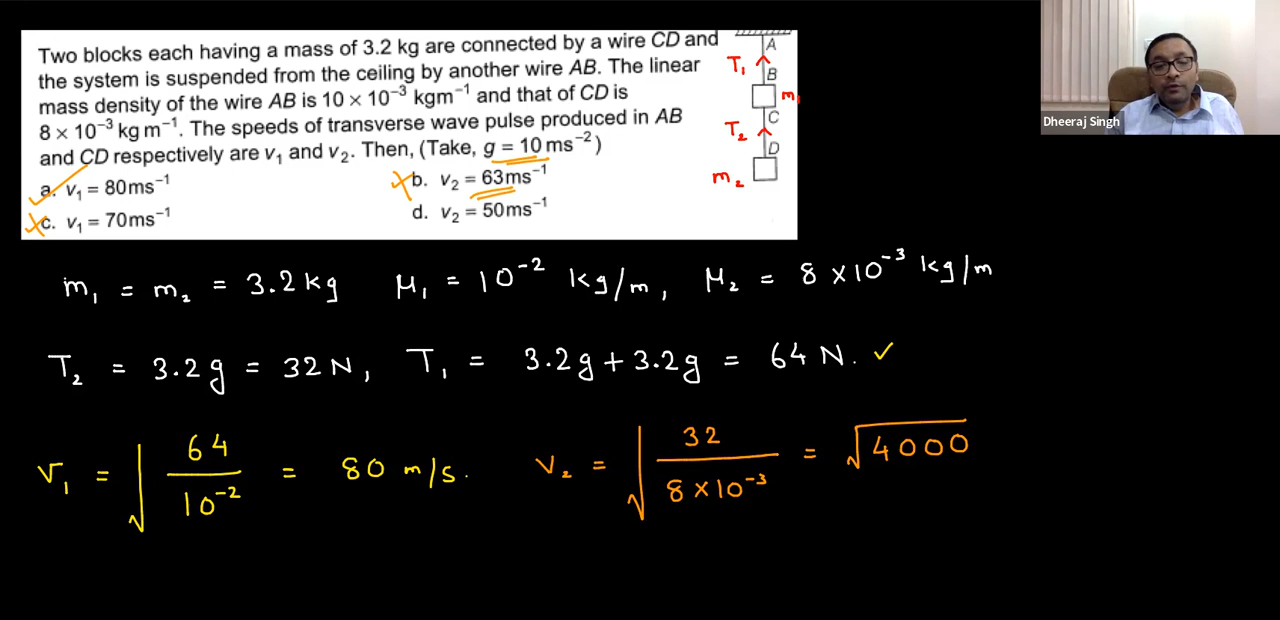 Two blocks each having a mass of 3.2 kg are connected by a wire CD and
the system is suspended from the ceiling by another wire AB. The linear
mass density of the wire AB is 10 × 10⁻³ kgm⁻¹ and that of CD is
8 × 10⁻³ kg m⁻¹. The speeds of transverse wave pulse produced in AB
and CD respectively are v₁ and v₂. Then, (Take, g = 10 ms⁻²)
a. v₁ = 80ms⁻¹ b. v₂ = 63ms⁻¹
c. v₁ = 70ms⁻¹ d. v₂ = 50ms⁻¹
A
T₁
B
m₁
C
T₂
D
m₂
Dheeraj Singh
m₁ = m₂ = 3.2 kg μ₁ = 10⁻² kg/m, μ₂ = 8 × 10⁻³ kg/m
T₂ = 3.2g = 32 N, T₁ = 3.2g + 3.2g = 64 N. ✓
v₁ = √(64/10⁻²) = 80 m/s. v₂ = √(32/8×10⁻³) = √4000